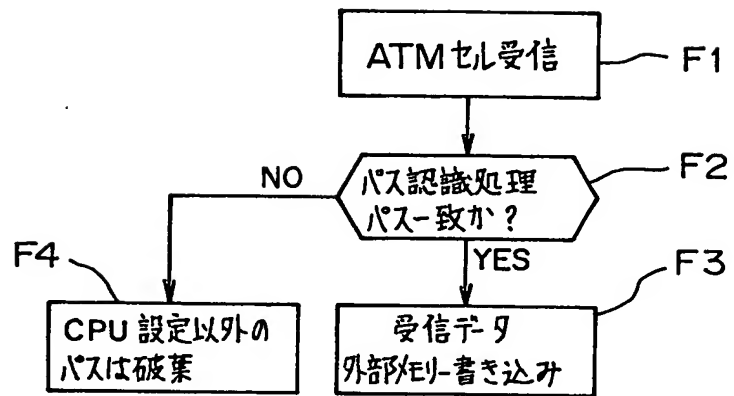 ATMセル受信
F1
パス認識処理
パス一致か?
F2
NO
YES
F4
F3
CPU設定以外の
パスは破棄
受信データ
外部メモリー書き込み